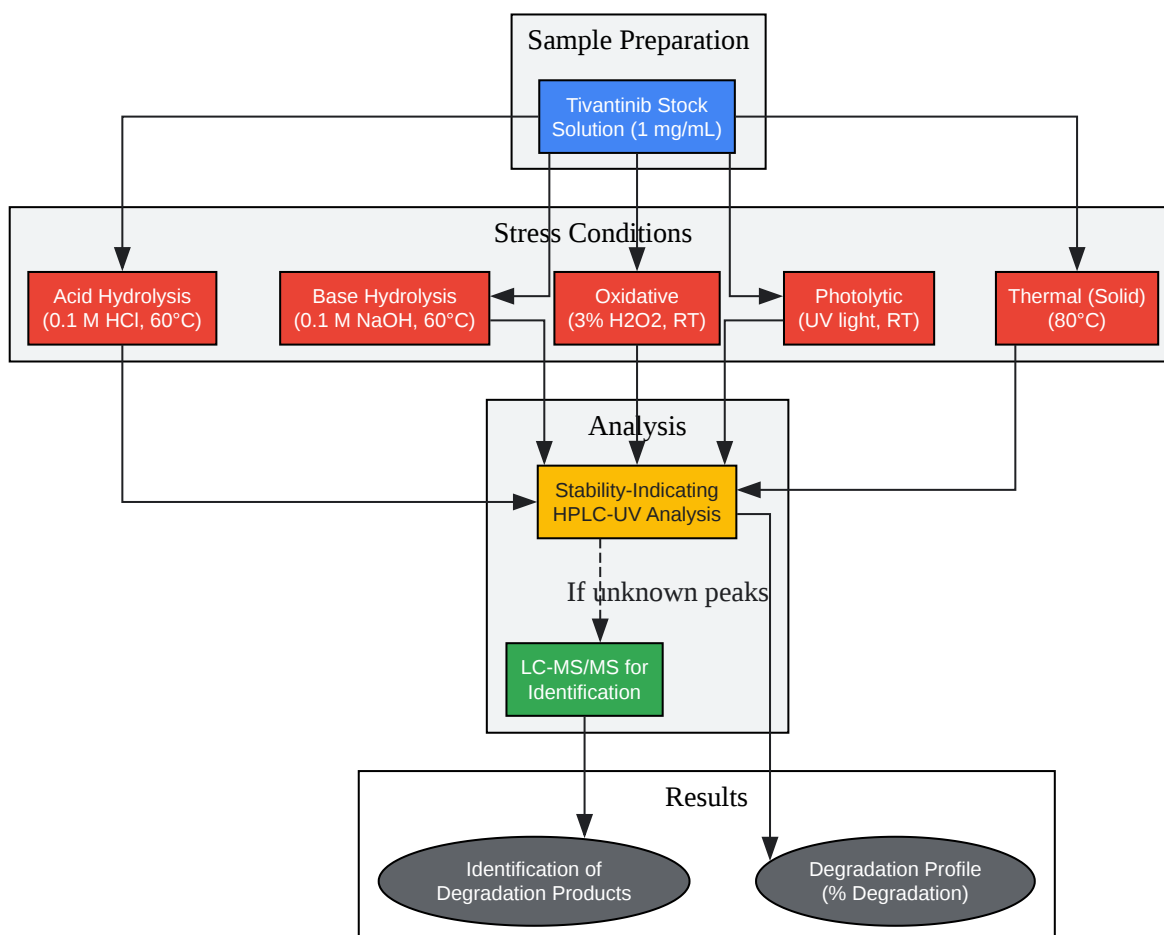 Sample Preparation
Tivantinib Stock
Solution (1 mg/mL)
Stress Conditions
Acid Hydrolysis
(0.1 M HCl, 60°C)
Base Hydrolysis
(0.1 M NaOH, 60°C)
Oxidative
(3% H2O2, RT)
Photolytic
(UV light, RT)
Thermal (Solid)
(80°C)
Analysis
Stability-Indicating
HPLC-UV Analysis
If unknown peaks
LC-MS/MS for
Identification
Results
Identification of
Degradation Products
Degradation Profile
(% Degradation)